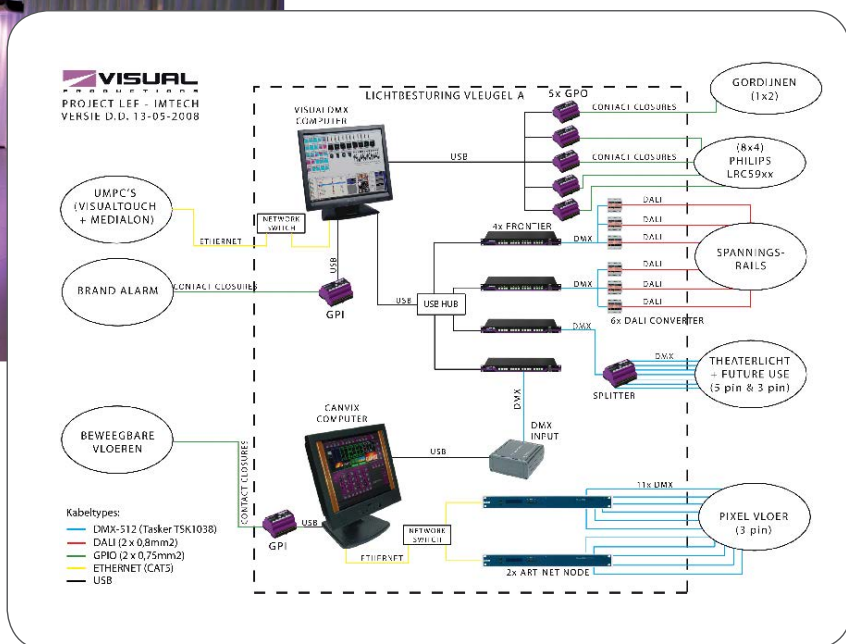 VISUAL
PRODUCTIONS
PROJECT LEF - IMTECH
VERSIE D.D. 13-05-2008
LICHTBESTURING VLEUGEL A
VISUALDMX
COMPUTER
5x GPO
CONTACT CLOSURES
CONTACT CLOSURES
GORDIJNEN
(1x2)
(8x4)
PHILIPS
LRC59xx
USB
UMPC'S
(VISUALTOUCH
+ MEDIALON)
ETHERNET
NETWORK
SWITCH
USB
BRAND ALARM
CONTACT CLOSURES
GPI
USB
USB HUB
4x FRONTIER
DMX
DMX
DMX
DALI
DALI
DALI
DALI
DALI
DALI
6x DALI CONVERTER
SPANNINGS-
RAILS
DMX
SPLITTER
THEATERLICHT
+ FUTURE USE
(5 pin & 3 pin)
DMX
DMX
INPUT
CANVIX
COMPUTER
USB
BEWEEGBARE
VLOEREN
CONTACT CLOSURES
GPI
USB
ETHERNET
NETWORK
SWITCH
11x DMX
2x ART NET NODE
PIXEL VLOER
(3 pin)
Kabeltypes:
DMX-512 (Tasker TSK1038)
DALI (2 x 0,8mm2)
GPIO (2 x 0,75mm2)
ETHERNET (CAT5)
USB